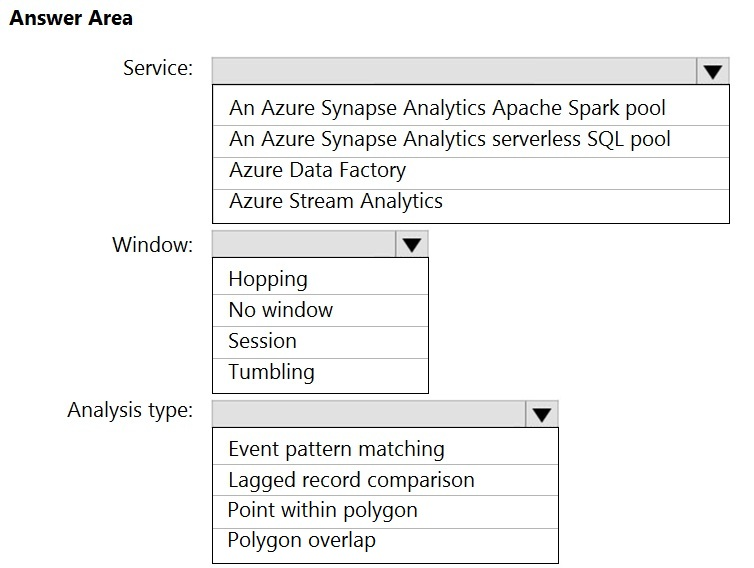 Answer Area
Service:
An Azure Synapse Analytics Apache Spark pool
An Azure Synapse Analytics serverless SQL pool
Azure Data Factory
Azure Stream Analytics
Window:
Hopping
No window
Session
Tumbling
Analysis type:
Event pattern matching
Lagged record comparison
Point within polygon
Polygon overlap